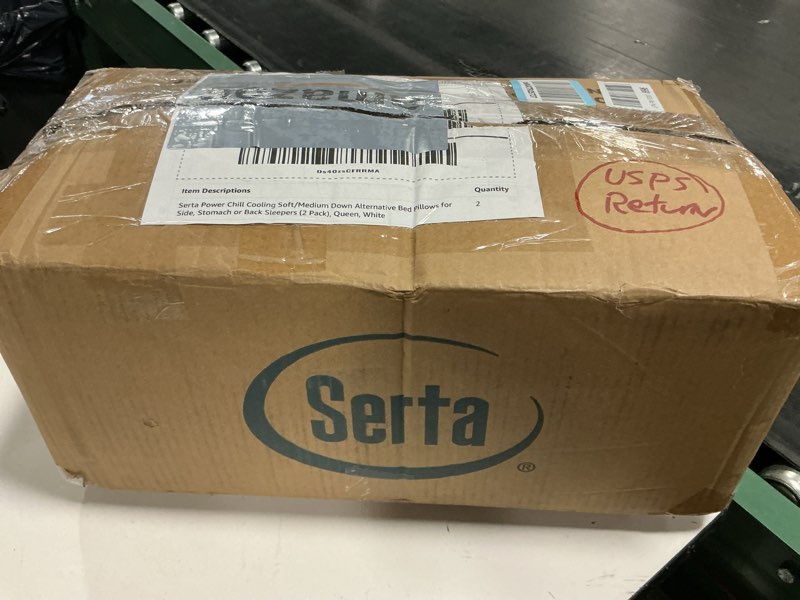 amazon
Item Descriptions
Quantity
Serta Power Chill Cooling Soft/Medium Down Alternative Bed Pillows for
Side, Stomach or Back Sleepers (2 Pack), Queen, White
2
USPS
Return
Serta
®